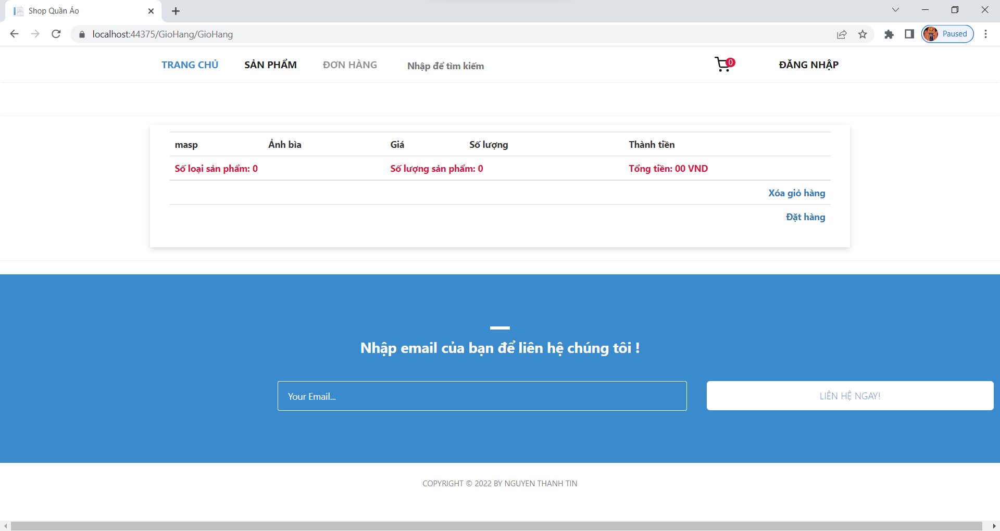 Shop Quần Áo
localhost:44375/GioHang/GioHang
Paused
TRANG CHỦ SẢN PHẨM ĐƠN HÀNG Nhập để tìm kiếm 0 ĐĂNG NHẬP
masp Ảnh bìa Giá Số lượng Thành tiền
Số loại sản phẩm: 0 Số lượng sản phẩm: 0 Tổng tiền: 00 VND
Xóa giỏ hàng
Đặt hàng
Nhập email của bạn để liên hệ chúng tôi !
Your Email... LIÊN HỆ NGAY!
COPYRIGHT © 2022 BY NGUYEN THANH TIN